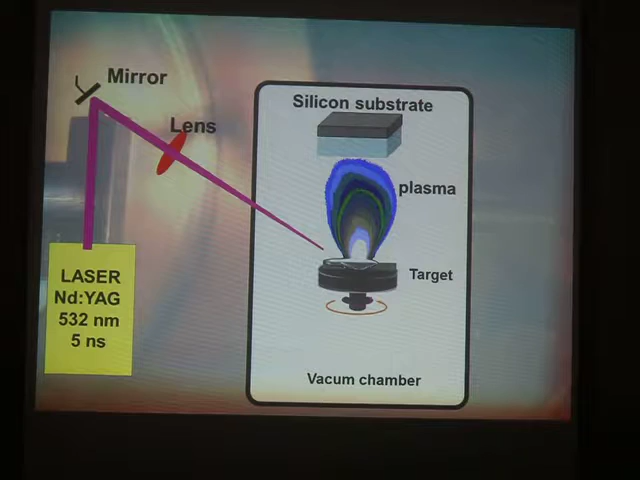 Mirror
Lens
LASER
Nd:YAG
532 nm
5 ns
Silicon substrate
plasma
Target
Vacum chamber